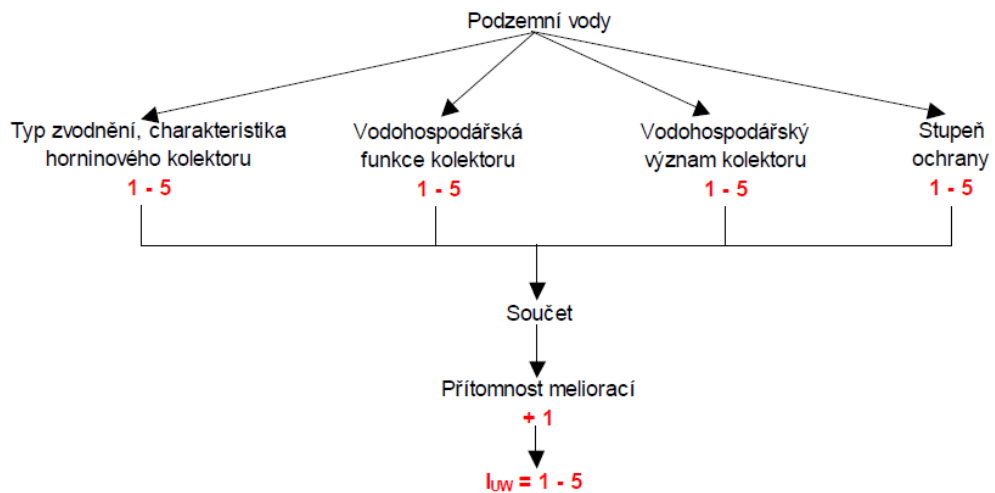 Podzemní vody
Typ zvodnění, charakteristika
horninového kolektoru
1 - 5
Vodohospodářská
funkce kolektoru
1 - 5
Vodohospodářský
význam kolektoru
1 - 5
Stupeň
ochrany
1 - 5
Součet
Přítomnost meliorací
+ 1
IUW = 1 - 5